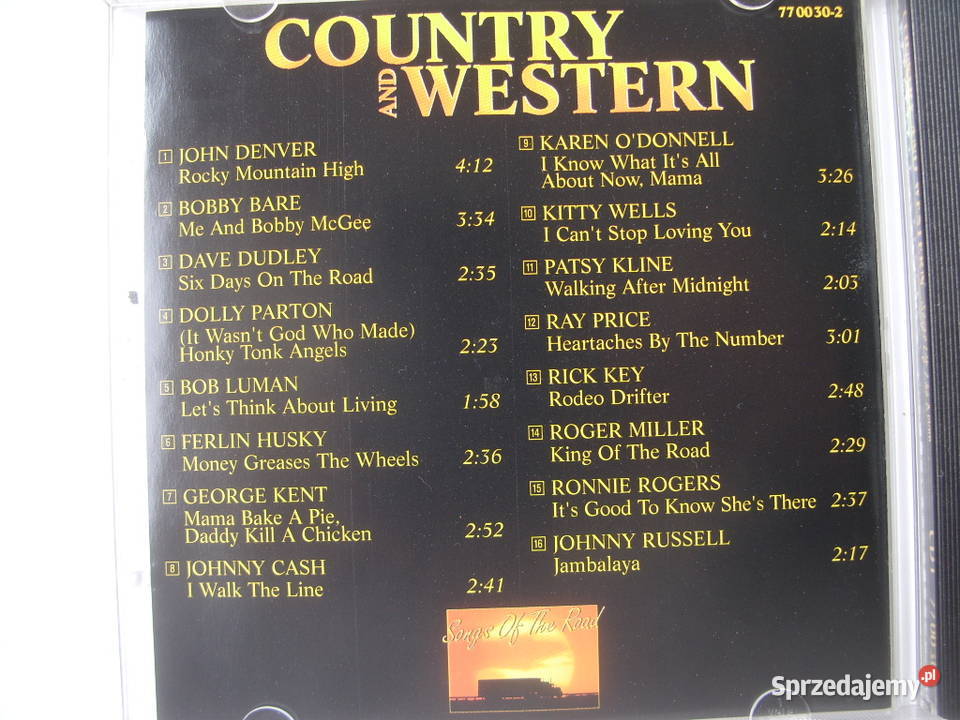 77 0030-2
COUNTRY
AND WESTERN
1 JOHN DENVER
Rocky Mountain High 4:12
2 BOBBY BARE
Me And Bobby McGee 3:34
3 DAVE DUDLEY
Six Days On The Road 2:35
4 DOLLY PARTON
(It Wasn't God Who Made)
Honky Tonk Angels 2:23
5 BOB LUMAN
Let's Think About Living 1:58
6 FERLIN HUSKY
Money Greases The Wheels 2:36
7 GEORGE KENT
Mama Bake A Pie,
Daddy Kill A Chicken 2:52
8 JOHNNY CASH
I Walk The Line 2:41
9 KAREN O'DONNELL
I Know What It's All
About Now, Mama 3:26
10 KITTY WELLS
I Can't Stop Loving You 2:14
11 PATSY KLINE
Walking After Midnight 2:03
12 RAY PRICE
Heartaches By The Number 3:01
13 RICK KEY
Rodeo Drifter 2:48
14 ROGER MILLER
King Of The Road 2:29
15 RONNIE ROGERS
It's Good To Know She's There 2:37
16 JOHNNY RUSSELL
Jambalaya 2:17
Songs Of The Road
Sprzedajemy.pl